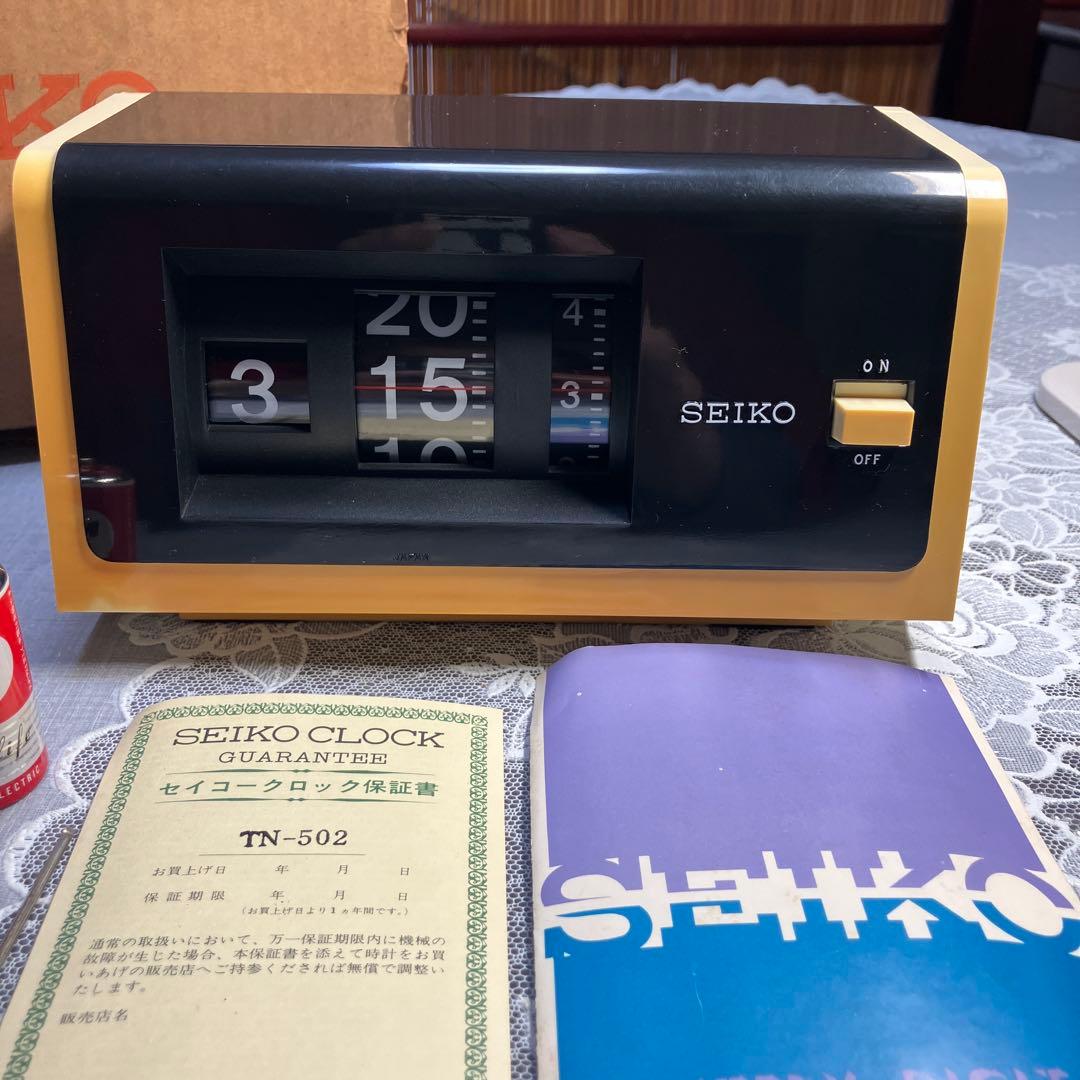 KO
20
15
10
3
4
3
ON
SEIKO
OFF
JAPAN
SEIKO CLOCK
GUARANTEE
セイコークロック保証書
TN-502
お買上げ日 年 月 日
保証期限 年 月 日
(お買上げ日より1ヵ年間です。)
通常の取扱いにおいて、万一保証期限内に機械の
故障が生じた場合、本保証書を添えて時計をお買
いあげの販売店へご持参くだされば無償で調整い
たします。
販売店名
SEIKO
life
ELECTRIC